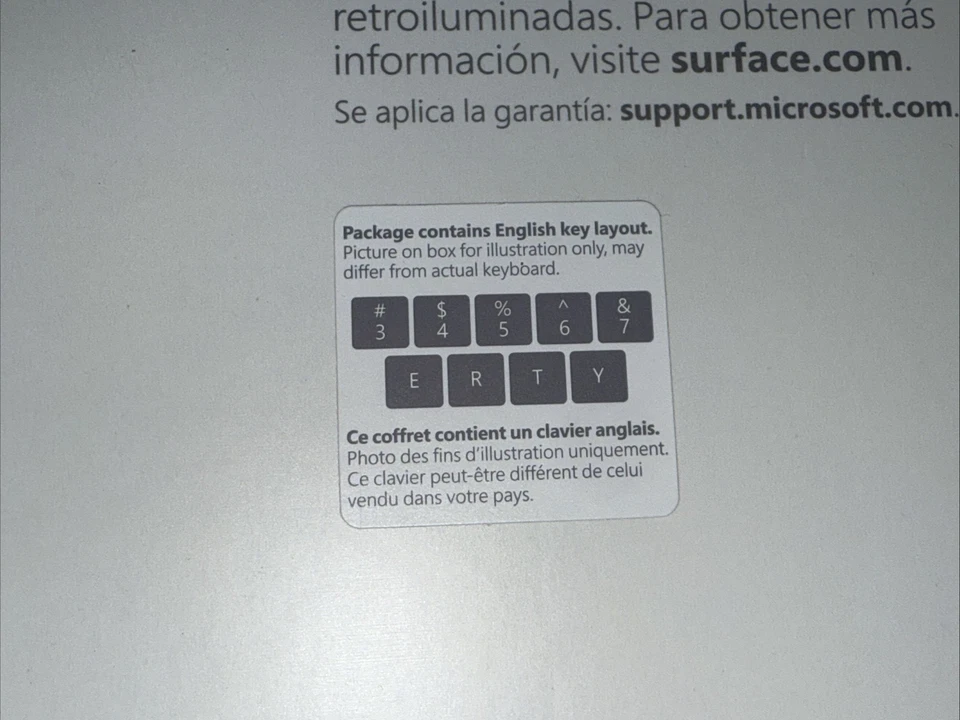 retroiluminadas. Para obtener más
información, visite surface.com.
Se aplica la garantía: support.microsoft.com.
Package contains English key layout.
Picture on box for illustration only, may
differ from actual keyboard.
# $ % ^ &
3 4 5 6 7
E R T Y
Ce coffret contient un clavier anglais.
Photo des fins d'illustration uniquement.
Ce clavier peut-être différent de celui
vendu dans votre pays.